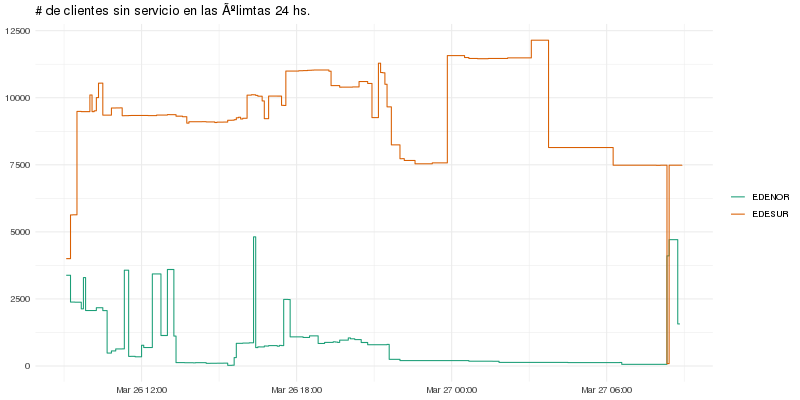 # de clientes sin servicio en las Ãºlimtas 24 hs.
12500
10000
7500
5000
2500
0
Mar 26 12:00 Mar 26 18:00 Mar 27 00:00 Mar 27 06:00
EDENOR
EDESUR